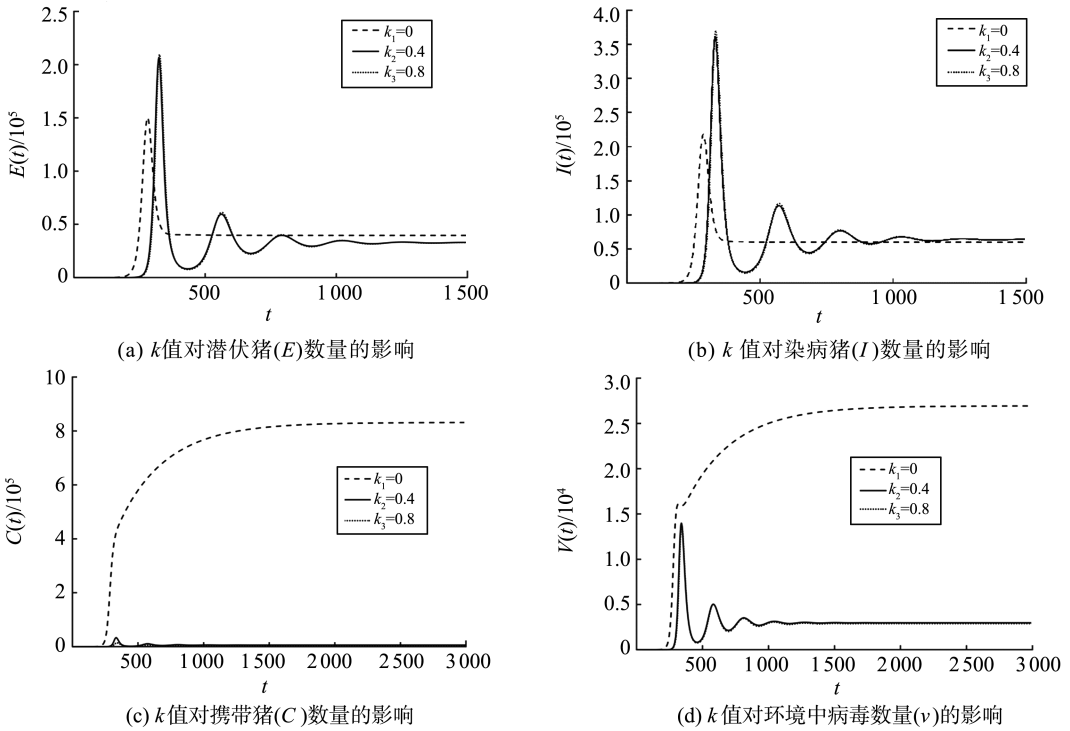 2.5
2.0
1.5
1.0
0.5
0
E(t)/10⁵
k₁=0
k₂=0.4
k₃=0.8
500
1 000
1 500
t
(a) k值对潜伏猪(E)数量的影响
4.0
3.5
3.0
2.5
2.0
1.5
1.0
0.5
0
I(t)/10⁵
k₁=0
k₂=0.4
k₃=0.8
500
1 000
1 500
t
(b) k 值对染病猪(I)数量的影响
10
8
6
4
2
0
C(t)/10⁵
k₁=0
k₂=0.4
k₃=0.8
500
1 000
1 500
2 000
2 500
3 000
t
(c) k值对携带猪(C )数量的影响
3.0
2.5
2.0
1.5
1.0
0.5
0
V(t)/10⁴
k₁=0
k₂=0.4
k₃=0.8
500
1 000
1 500
2 000
2 500
3 000
t
(d) k值对环境中病毒数量(v)的影响